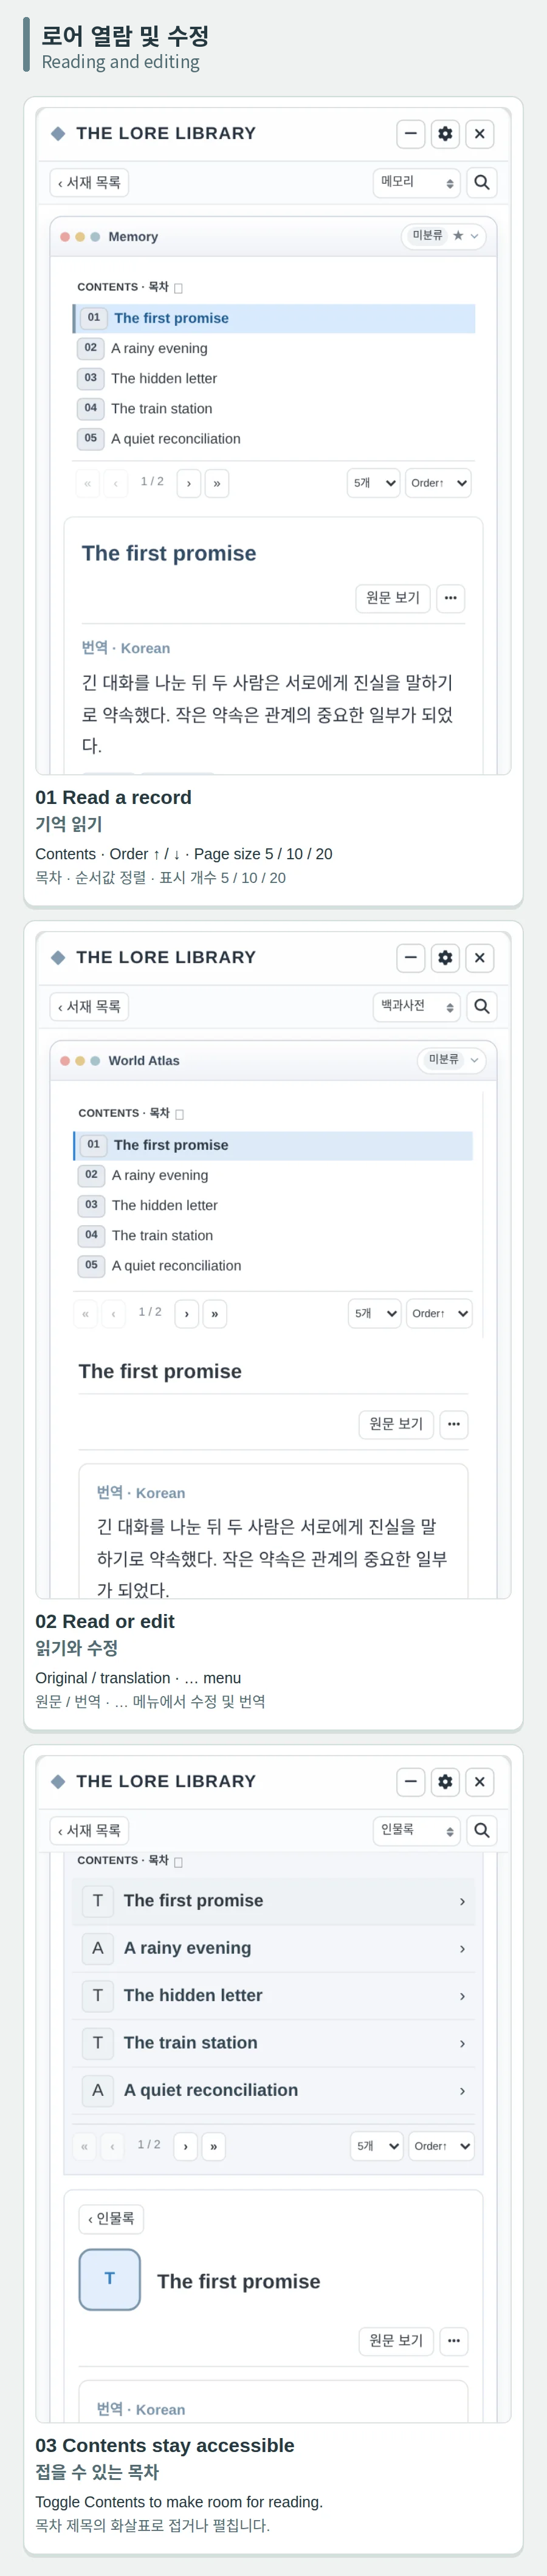 로어 열람 및 수정
Reading and editing
THE LORE LIBRARY
‹ 서재 목록
메모리
Memory
미분류 ★
CONTENTS · 목차
01 The first promise
02 A rainy evening
03 The hidden letter
04 The train station
05 A quiet reconciliation
« ‹ 1 / 2 › » 5개 Order↑
The first promise
원문 보기 •••
번역 · Korean
긴 대화를 나눈 뒤 두 사람은 서로에게 진실을 말하기
로 약속했다. 작은 약속은 관계의 중요한 일부가 되었
다.
01 Read a record
기억 읽기
Contents · Order ↑ / ↓ · Page size 5 / 10 / 20
목차 · 순서값 정렬 · 표시 개수 5 / 10 / 20
THE LORE LIBRARY
‹ 서재 목록
백과사전
World Atlas
미분류
CONTENTS · 목차
01 The first promise
02 A rainy evening
03 The hidden letter
04 The train station
05 A quiet reconciliation
« ‹ 1 / 2 › » 5개 Order↑
The first promise
원문 보기 •••
번역 · Korean
긴 대화를 나눈 뒤 두 사람은 서로에게 진실을 말
하기로 약속했다. 작은 약속은 관계의 중요한 일부
가 되었다.
02 Read or edit
읽기와 수정
Original / translation · … menu
원문 / 번역 · … 메뉴에서 수정 및 번역
THE LORE LIBRARY
‹ 서재 목록
인물록
CONTENTS · 목차
T The first promise ›
A A rainy evening ›
T The hidden letter ›
T The train station ›
A A quiet reconciliation ›
« ‹ 1 / 2 › » 5개 Order↑
‹ 인물록
T The first promise
원문 보기 •••
번역 · Korean
03 Contents stay accessible
접을 수 있는 목차
Toggle Contents to make room for reading.
목차 제목의 화살표로 접거나 펼칩니다.